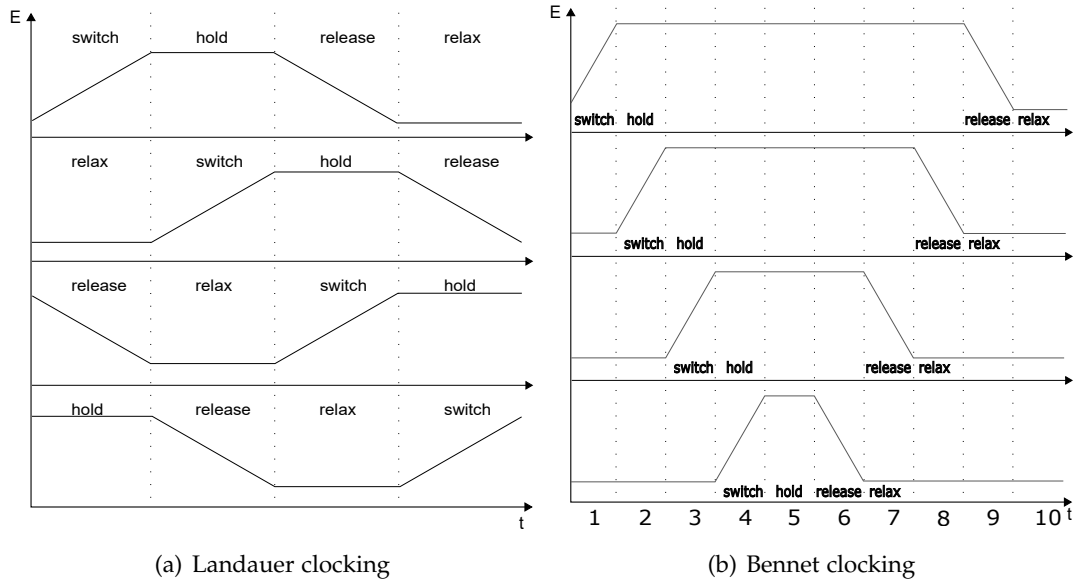 E
switch hold release relax
relax switch hold release
release relax switch hold
hold release relax switch
t
(a) Landauer clocking
E
switch hold release relax
switch hold release relax
switch hold release relax
switch hold release relax
1 2 3 4 5 6 7 8 9 10 t
(b) Bennet clocking